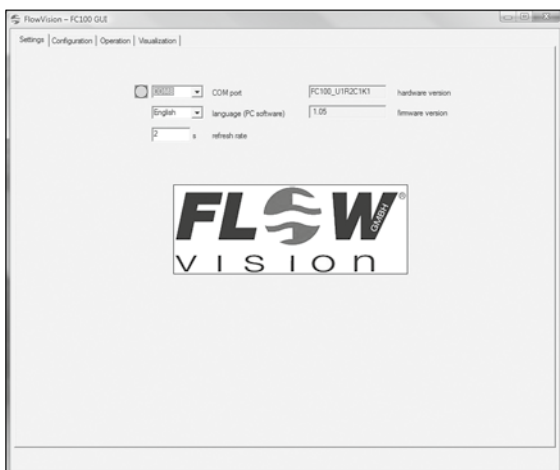 FlowVision – FC100 GUI
Settings Configuration Operation Visualization
COM port FC100_U1R2C1K1 hardware version
English language (PC software) 1.05 firmware version
2 s refresh rate
FLOW GMBH ®
vision